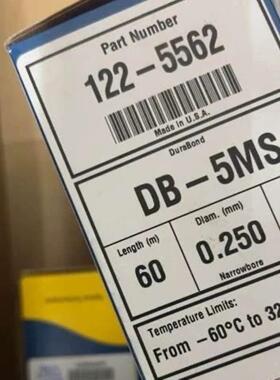 Part Number
122-5562
Made in U.S.A.
DuraBond
DB-5MS
Length (m)
Diam. (mm)
60
0.250
Narrowbore
Temperature Limits:
From -60°C to 32